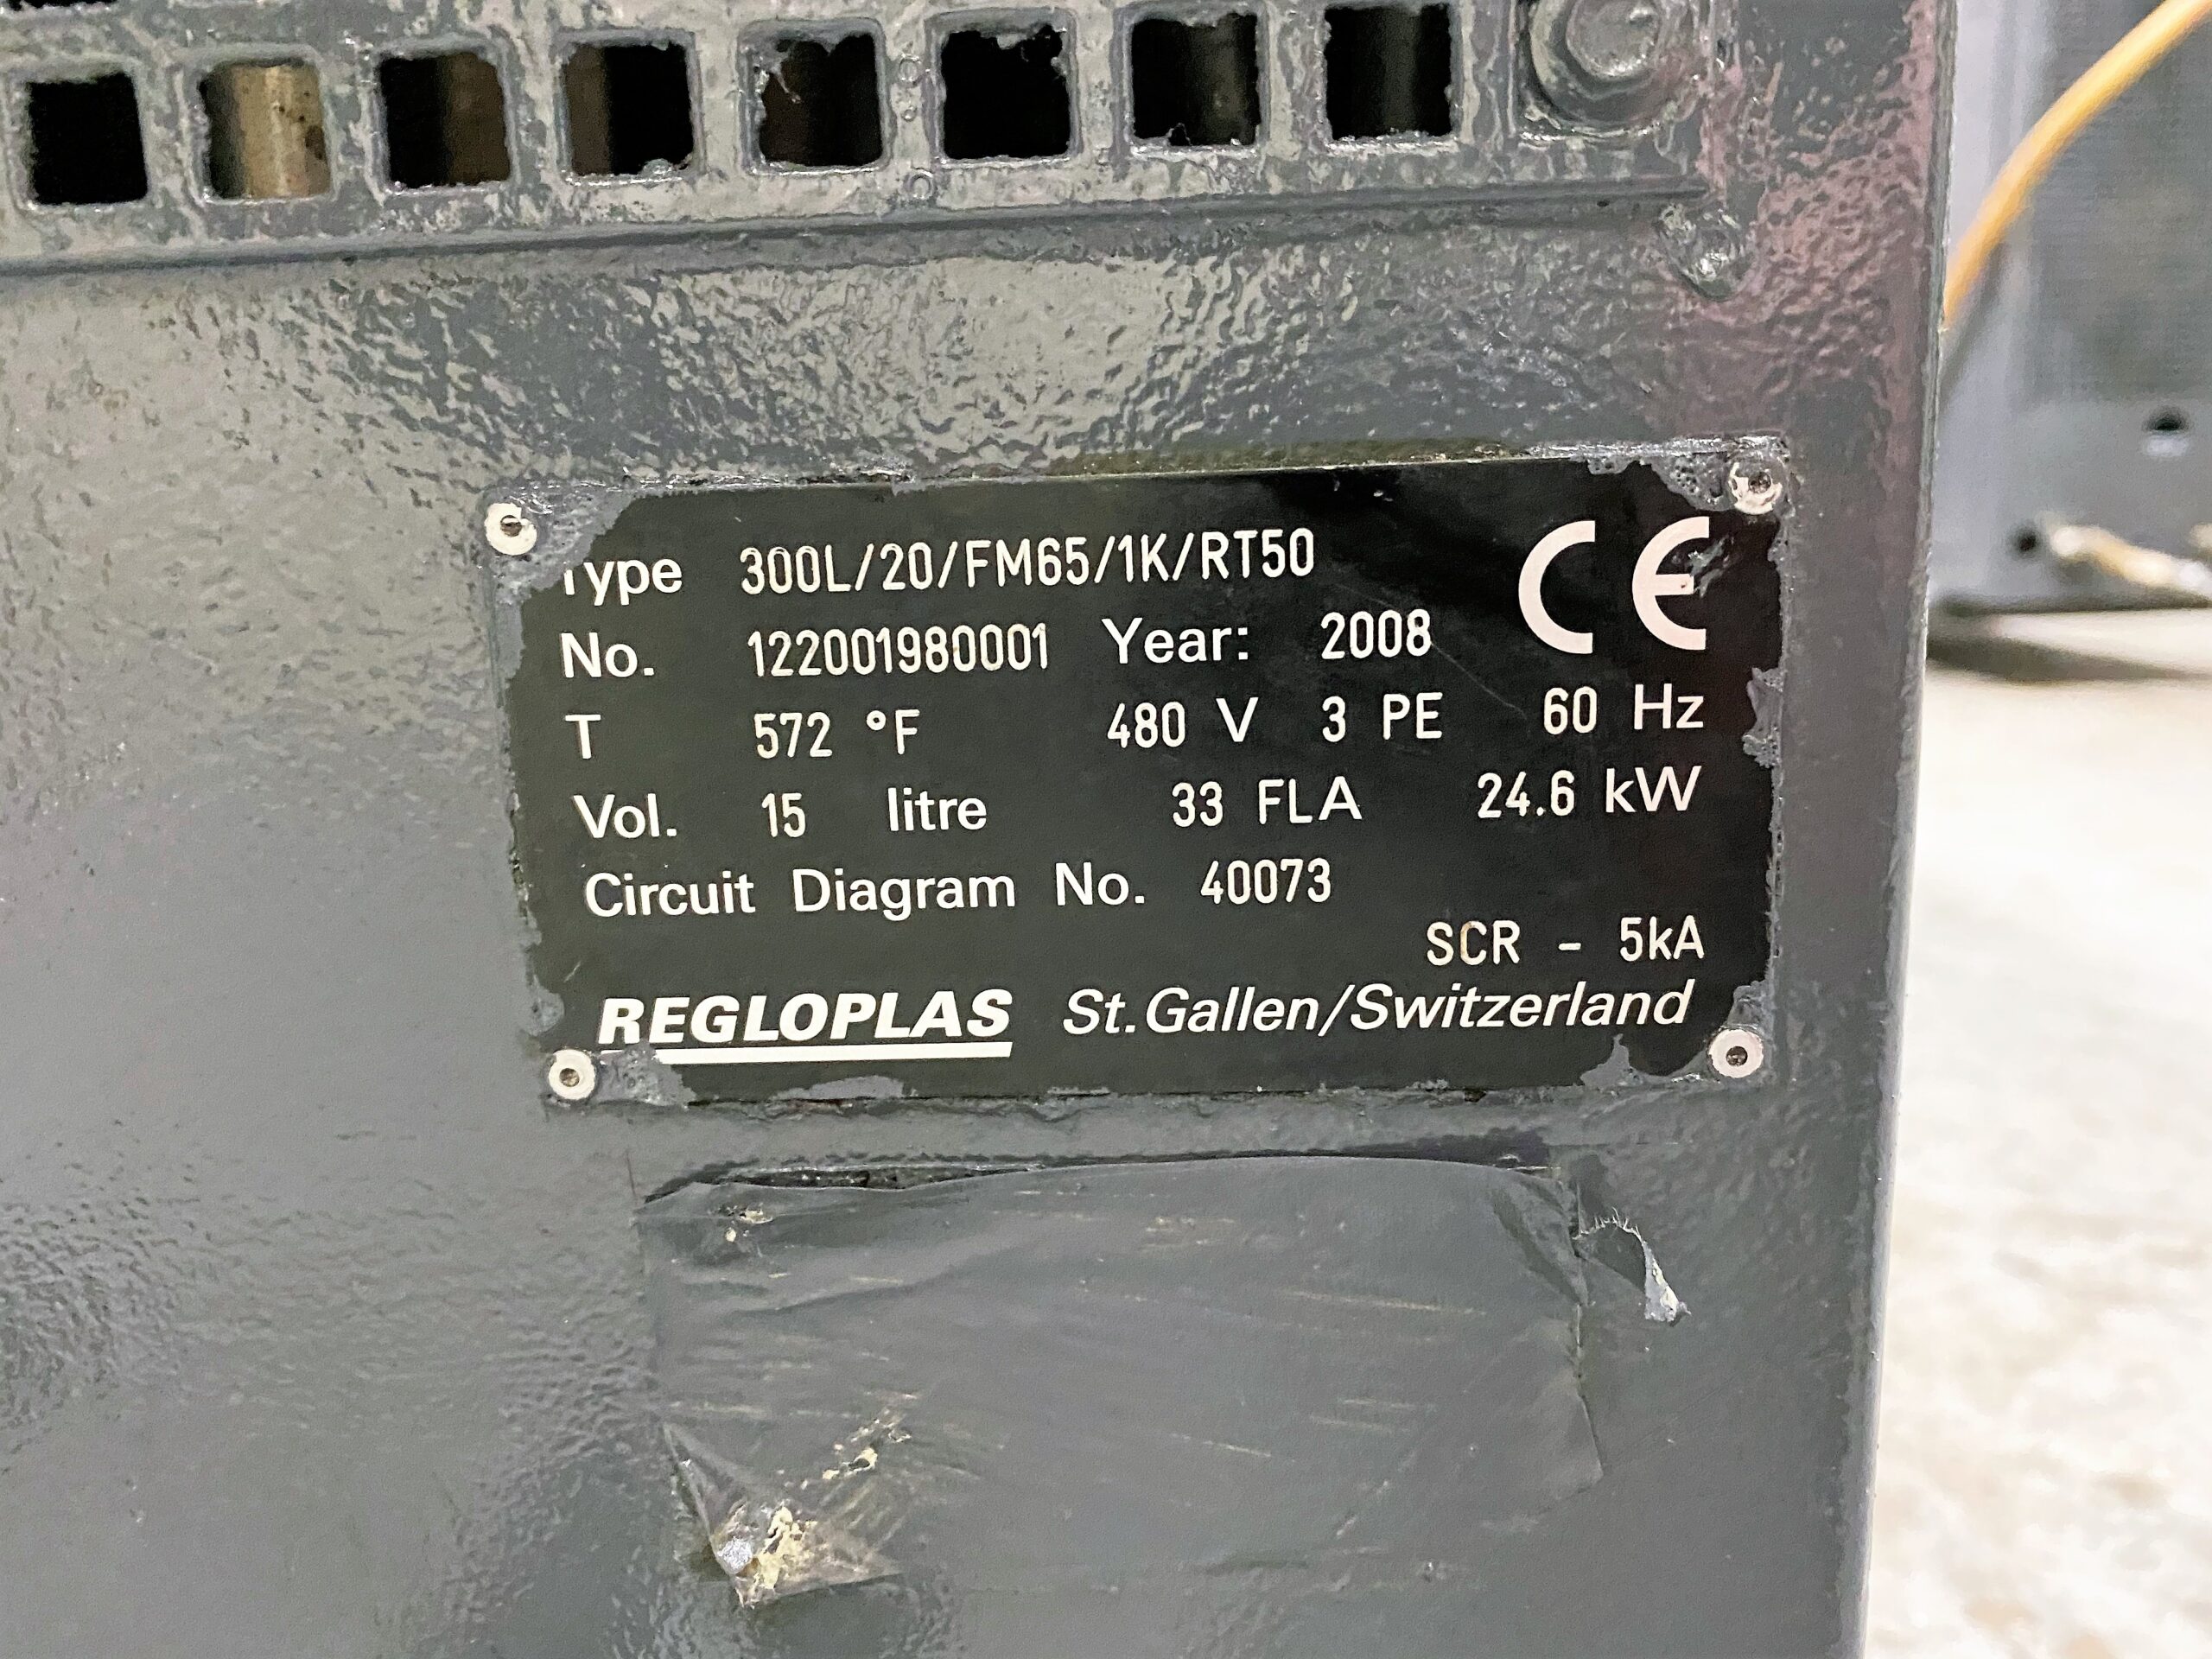 Type 300L/20/FM65/1K/RT50 CE
No. 122001980001 Year: 2008
T 572 °F 480 V 3 PE 60 Hz
Vol. 15 litre 33 FLA 24.6 kW
Circuit Diagram No. 40073
SCR - 5kA
REGLOPLAS St.Gallen/Switzerland